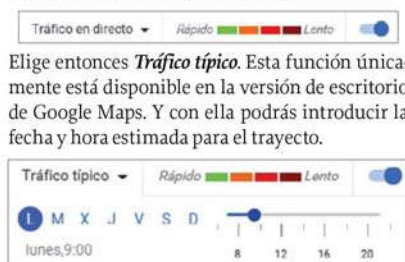 Tráfico en directo Rápido Lento
Elige entonces Tráfico típico. Esta función única-
mente está disponible en la versión de escritorio
de Google Maps. Y con ella podrás introducir la
fecha y hora estimada para el trayecto.
Tráfico típico Rápido Lento
L M X J V S D
lunes,9:00 8 12 16 20